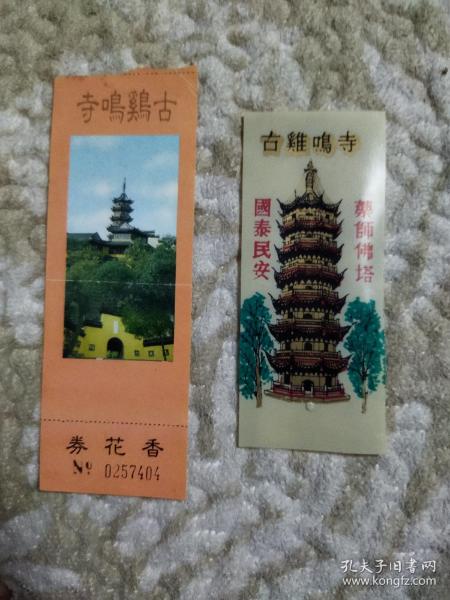 古鷄鳴寺
香花券
Nº 0257404
古雞鳴寺
藥師佛塔
國泰民安
孔夫子旧书网
www.kongfz.com